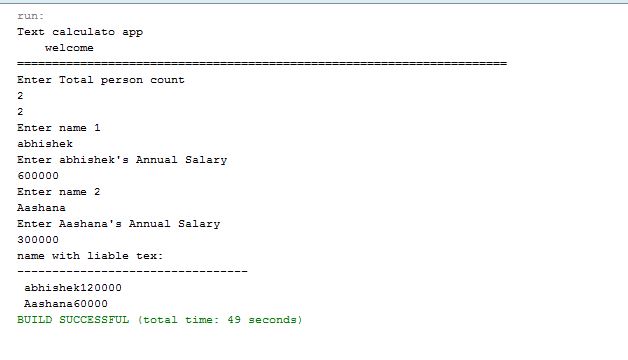 run:
Text calculato app
    welcome
======================================================================
Enter Total person count
2
2
Enter name 1
abhishek
Enter abhishek's Annual Salary
600000
Enter name 2
Aashana
Enter Aashana's Annual Salary
300000
name with liable tex:
---------------------------------
 abhishek120000
 Aashana60000
BUILD SUCCESSFUL (total time: 49 seconds)